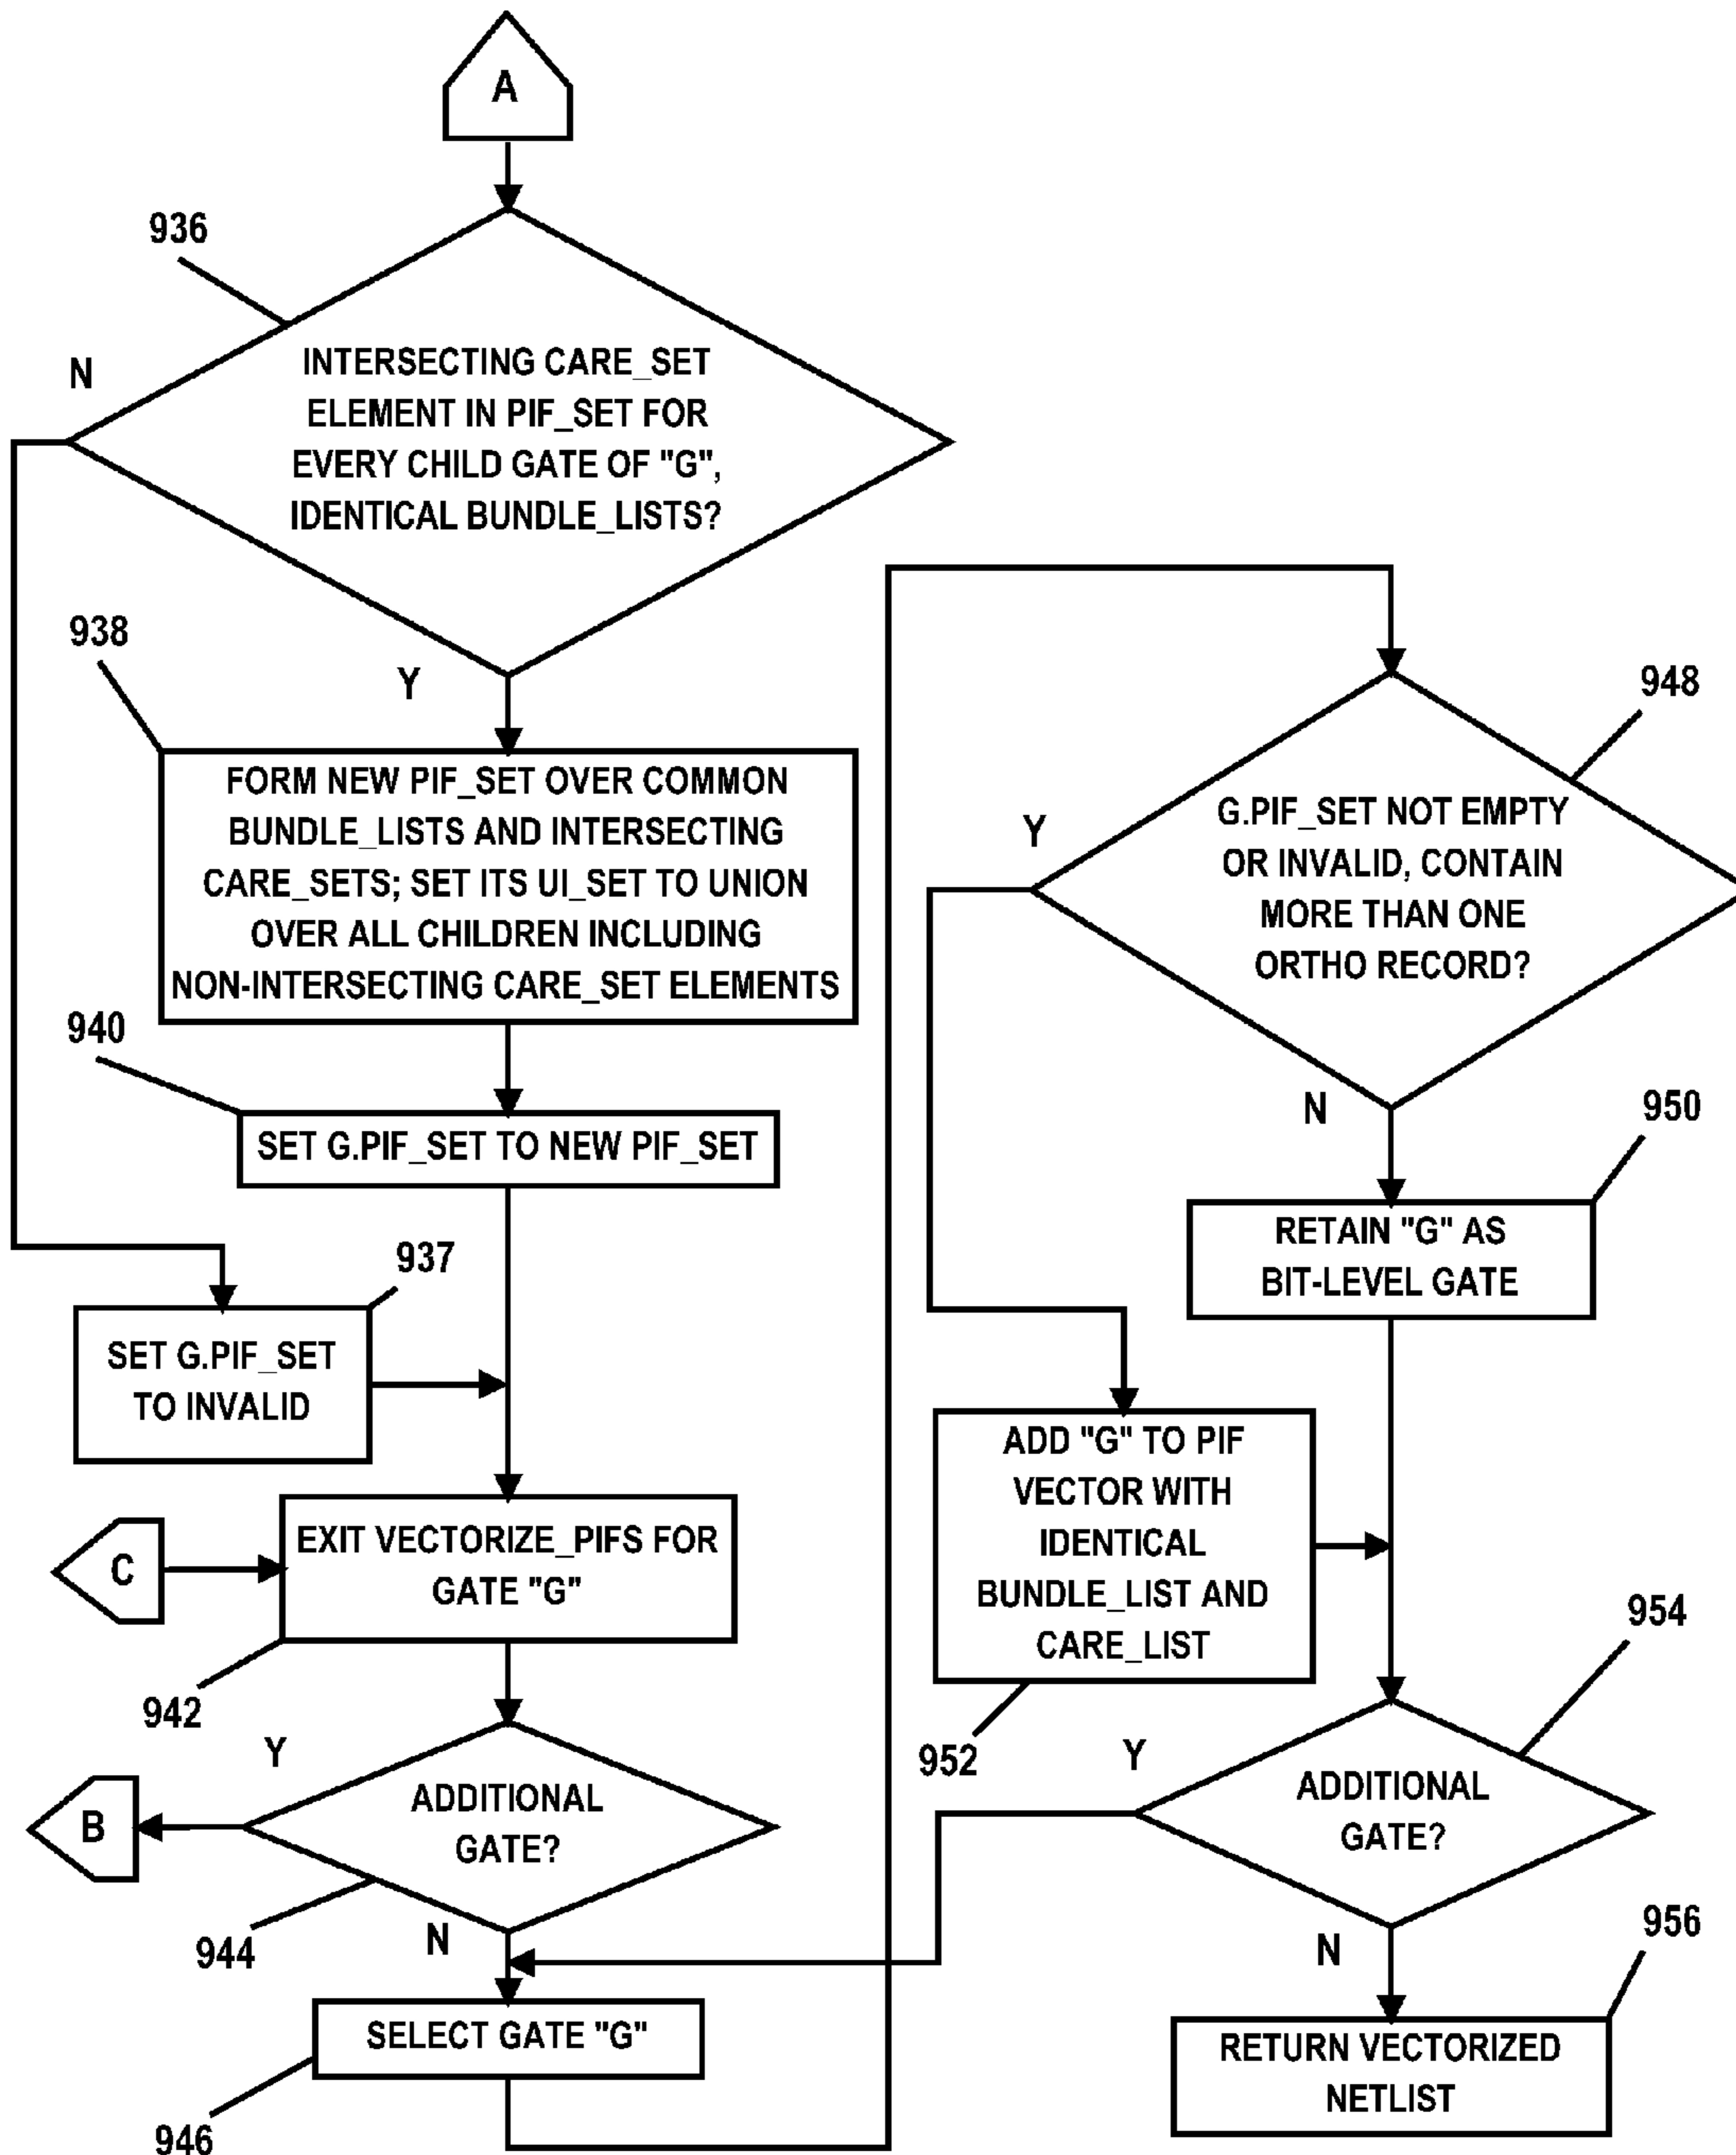 A
936
N
INTERSECTING CARE_SET
ELEMENT IN PIF_SET FOR
EVERY CHILD GATE OF "G",
IDENTICAL BUNDLE_LISTS?
Y
938
FORM NEW PIF_SET OVER COMMON
BUNDLE_LISTS AND INTERSECTING
CARE_SETS; SET ITS UI_SET TO UNION
OVER ALL CHILDREN INCLUDING
NON-INTERSECTING CARE_SET ELEMENTS
940
SET G.PIF_SET TO NEW PIF_SET
937
SET G.PIF_SET
TO INVALID
C
EXIT VECTORIZE_PIFS FOR
GATE "G"
942
Y
B
ADDITIONAL
GATE?
944
N
SELECT GATE "G"
946
948
Y
G.PIF_SET NOT EMPTY
OR INVALID, CONTAIN
MORE THAN ONE
ORTHO RECORD?
N
950
RETAIN "G" AS
BIT-LEVEL GATE
ADD "G" TO PIF
VECTOR WITH
IDENTICAL
BUNDLE_LIST AND
CARE_LIST
952
954
Y
ADDITIONAL
GATE?
N
956
RETURN VECTORIZED
NETLIST